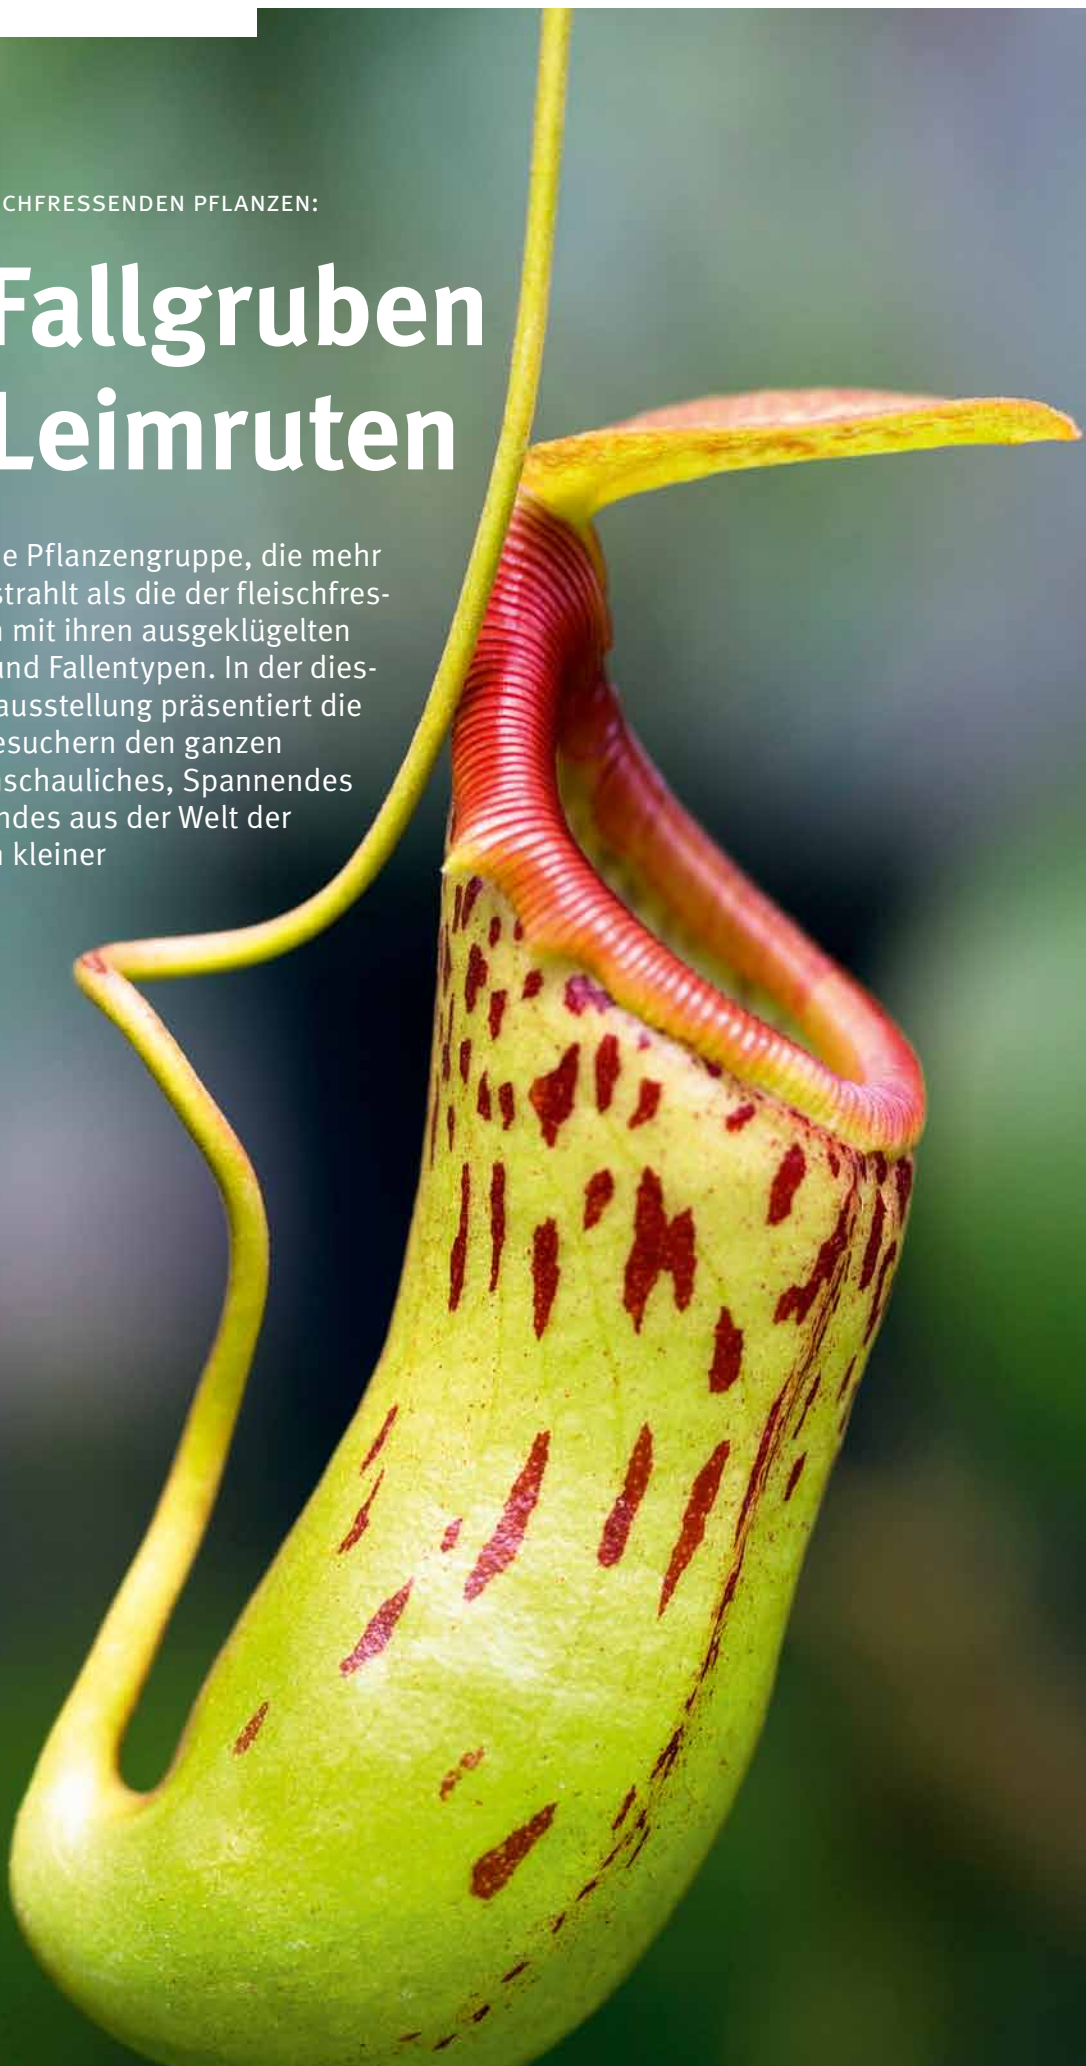 CHFRESSENDEN PFLANZEN:
Fallgruben
Leimruten
e Pflanzengruppe, die mehr
strahlt als die der fleischfres-
n mit ihren ausgeklügelten
und Fallentypen. In der dies-
ausstellung präsentiert die
esuchern den ganzen
nschauliches, Spannendes
ndes aus der Welt der
n kleiner